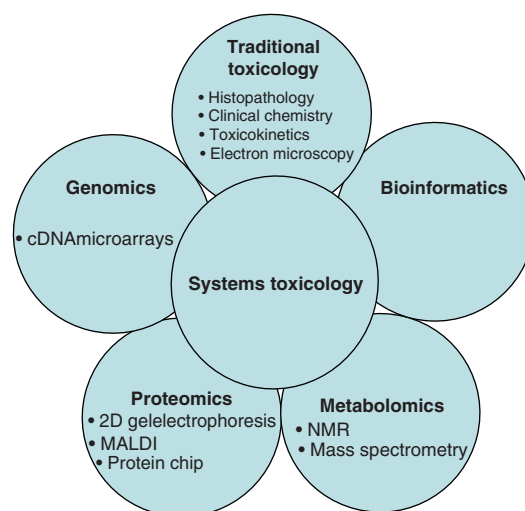 Traditional
toxicology
• Histopathology
• Clinical chemistry
• Toxicokinetics
• Electron microscopy
Genomics
• cDNAmicroarrays
Bioinformatics
Systems toxicology
Proteomics
• 2D gelelectrophoresis
• MALDI
• Protein chip
Metabolomics
• NMR
• Mass spectrometry